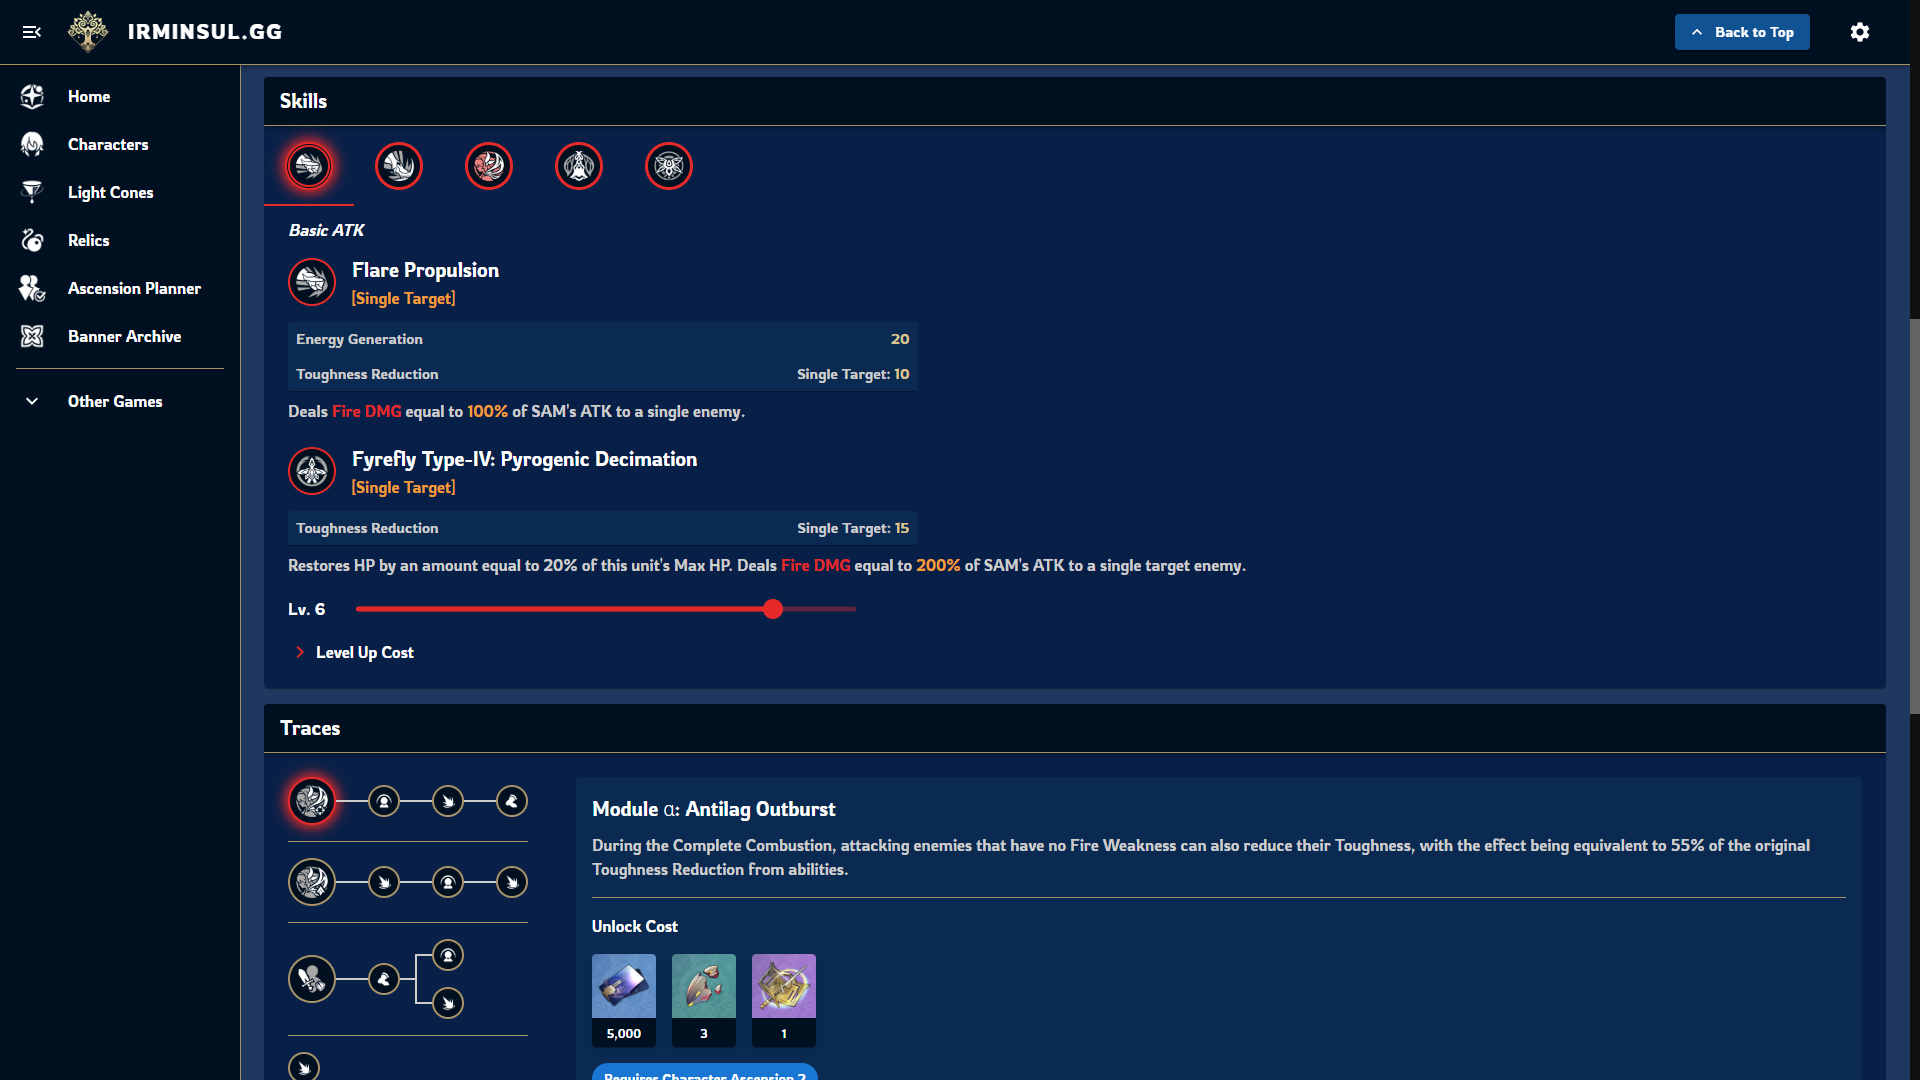 IRMINSUL.GG
Back to Top
Home
Characters
Light Cones
Relics
Ascension Planner
Banner Archive
Other Games
Skills
Basic ATK
Flare Propulsion
[Single Target]
Energy Generation 20
Toughness Reduction Single Target: 10
Deals Fire DMG equal to 100% of SAM's ATK to a single enemy.
Fyrefly Type-IV: Pyrogenic Decimation
[Single Target]
Toughness Reduction Single Target: 15
Restores HP by an amount equal to 20% of this unit's Max HP. Deals Fire DMG equal to 200% of SAM's ATK to a single target enemy.
Lv. 6
Level Up Cost
Traces
Module α: Antilag Outburst
During the Complete Combustion, attacking enemies that have no Fire Weakness can also reduce their Toughness, with the effect being equivalent to 55% of the original
Toughness Reduction from abilities.
Unlock Cost
5,000
3
1
Requires Character Ascension 2